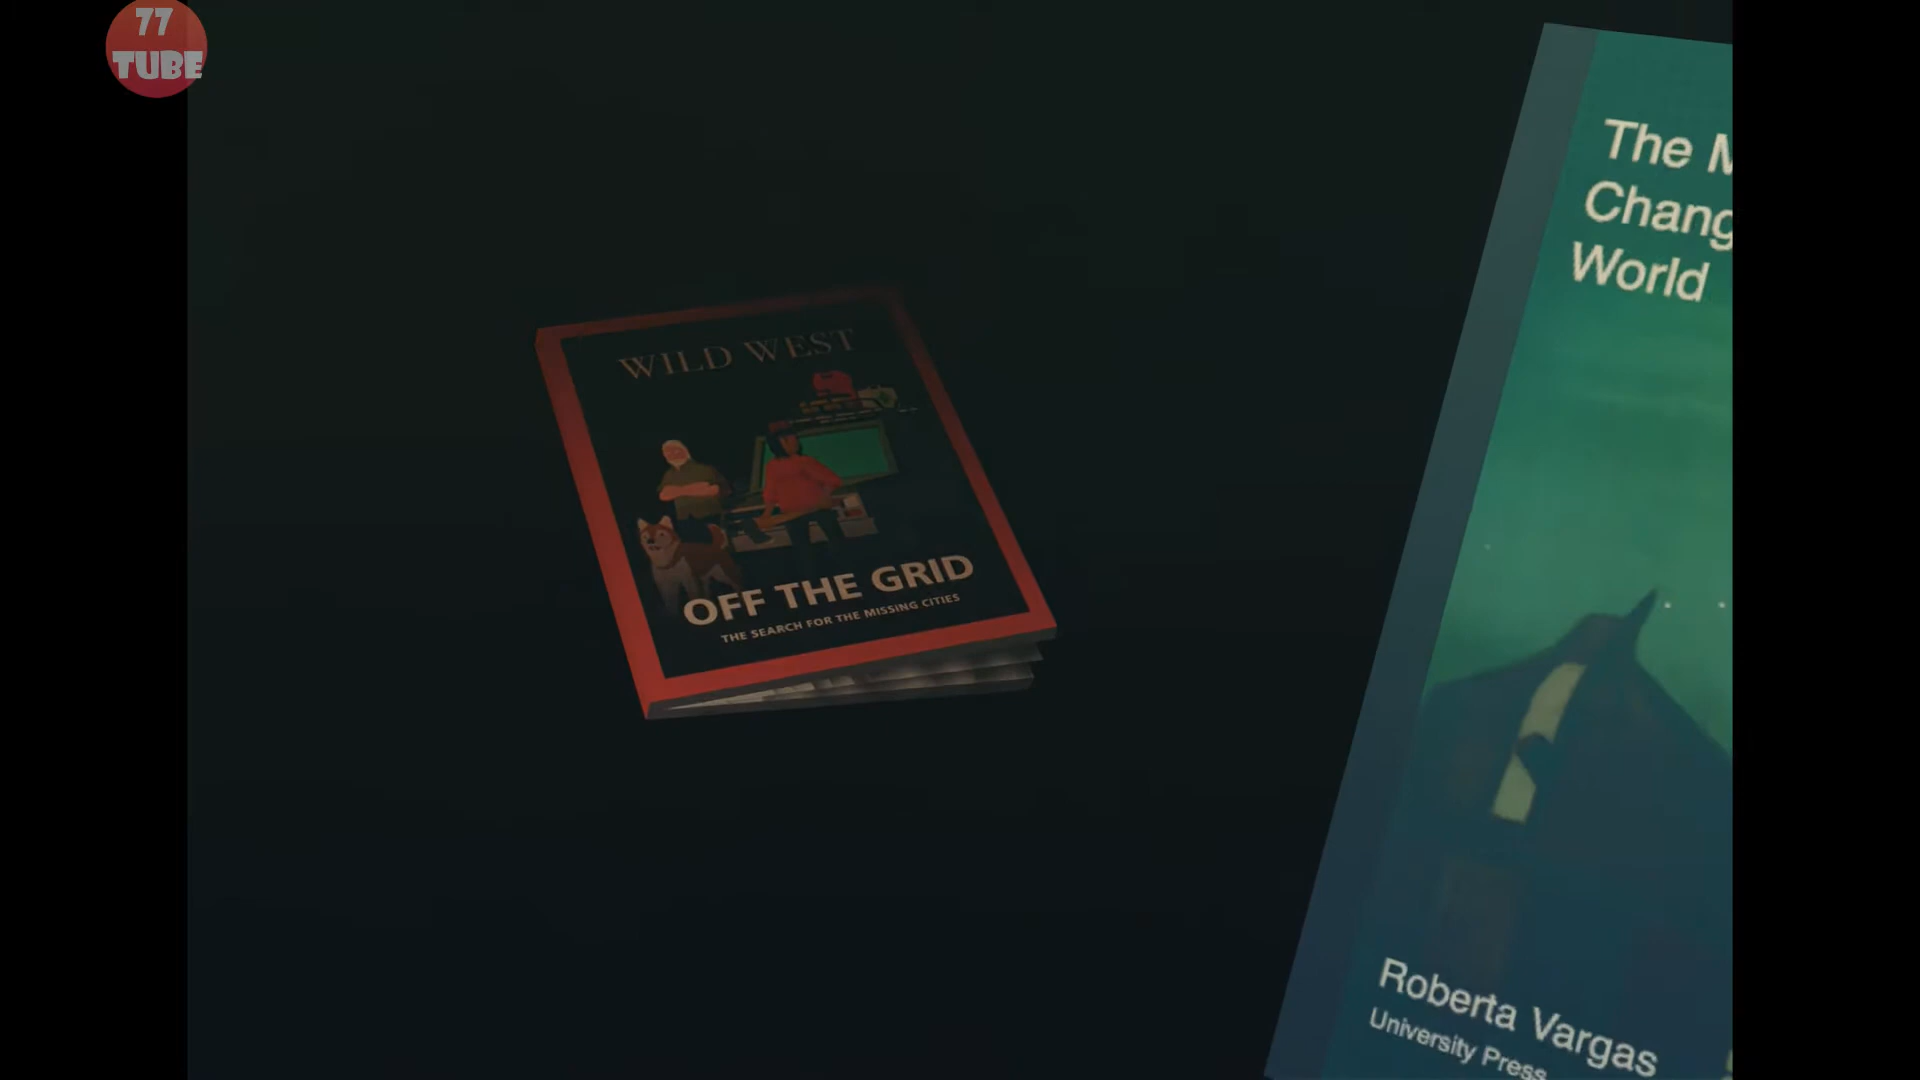 77
TUBE
WILD WEST
OFF THE GRID
THE SEARCH FOR THE MISSING CITIES
The M
Chang
World
Roberta Vargas
University Press